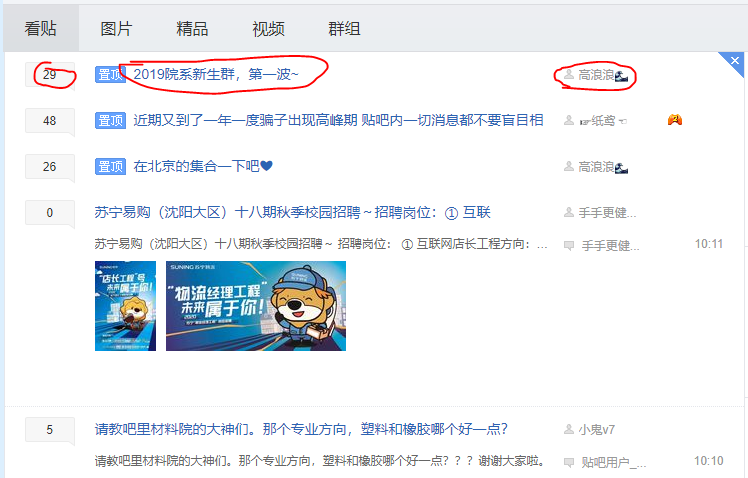 看贴 图片 精品 视频 群组
29 置顶 2019院系新生群，第一波~ 高浪浪
48 置顶 近期又到了一年一度骗子出现高峰期 贴吧内一切消息都不要盲目相 ☞纸鸢☜
26 置顶 在北京的集合一下吧 高浪浪
0 苏宁易购（沈阳大区）十八期秋季校园招聘～招聘岗位：① 互联 手手更健...
苏宁易购（沈阳大区）十八期秋季校园招聘～ 招聘岗位： ① 互联网店长工程方向：... 手手更健... 10:11
"店长工程"号
未来属于你!
SUNING 苏宁易购
"物流经理工程"
未来属于你!
2020
5 请教吧里材料院的大神们。那个专业方向，塑料和橡胶哪个好一点? 小鬼v7
请教吧里材料院的大神们。那个专业方向，塑料和橡胶哪个好一点？？？ 谢谢大家啦。 贴吧用户_... 10:10